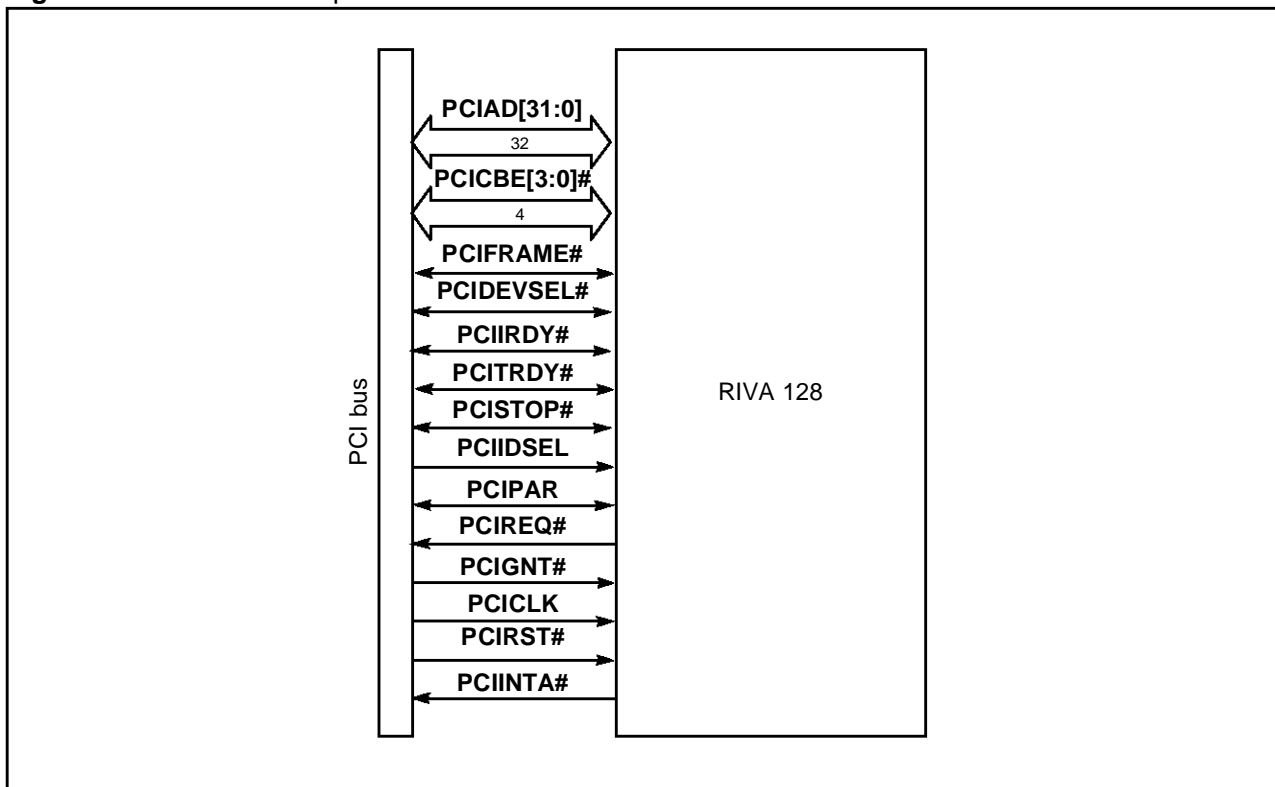 PCIAD[31:0]
32
PCICBE[3:0]#
4
PCIFRAME#
PCIDEVSEL#
PCIIRDY#
PCITRDY#
PCISTOP#
PCIIDSEL
PCIPAR
PCIREQ#
PCIGNT#
PCICLK
PCIRST#
PCIINTA#
PCI bus
RIVA 128